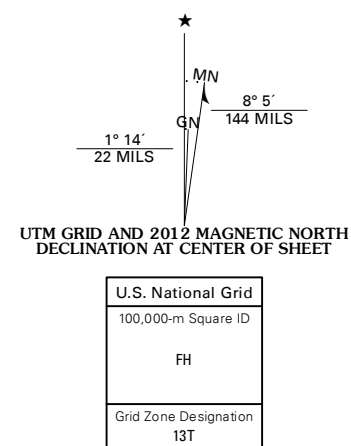 ★
MN
8° 5´
144 MILS
GN
1° 14´
22 MILS
UTM GRID AND 2012 MAGNETIC NORTH
DECLINATION AT CENTER OF SHEET
U.S. National Grid
100,000-m Square ID
FH
Grid Zone Designation
13T